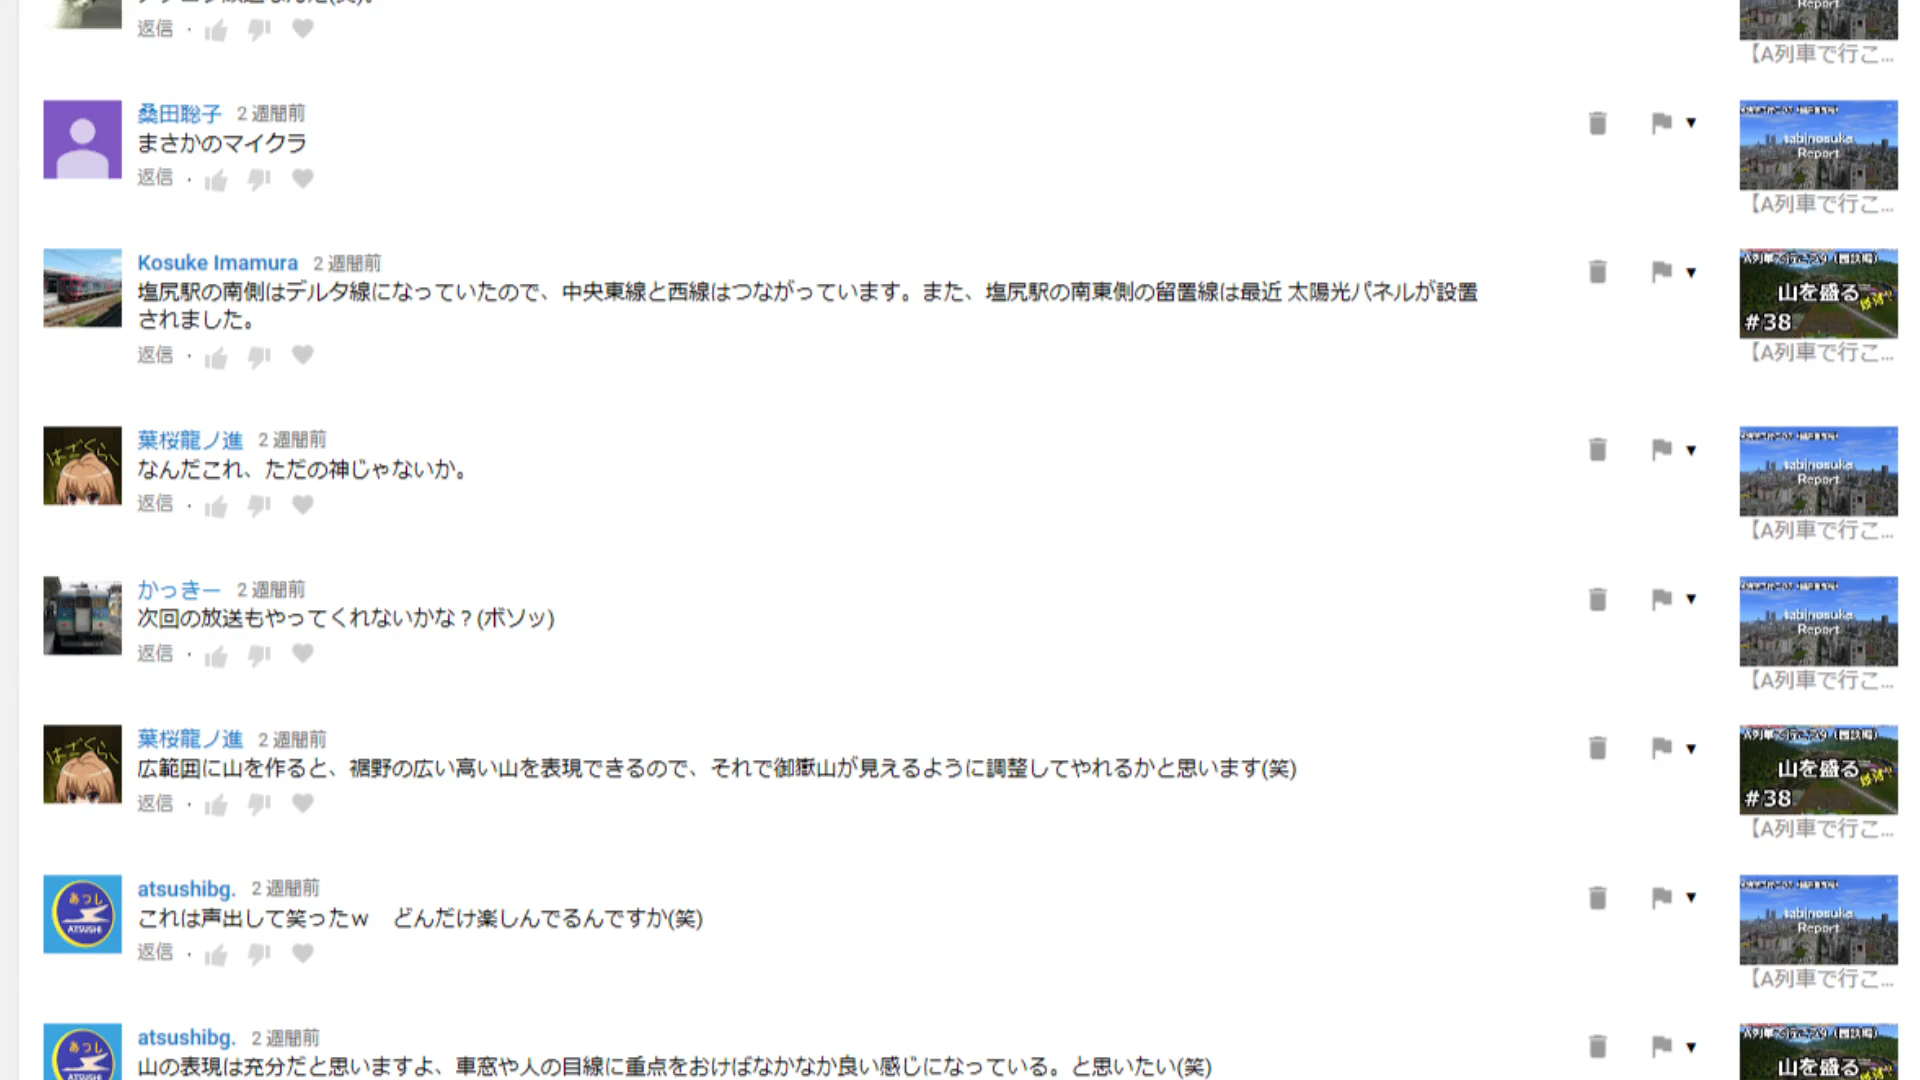 Report
返信 ·
【A列車で行こ...
桑田聡子 2 週間前
まさかのマイクラ
返信 ·
tabinosuke
Report
【A列車で行こ...
Kosuke Imamura 2 週間前
塩尻駅の南側はデルタ線になっていたので、中央東線と西線はつながっています。また、塩尻駅の南東側の留置線は最近 太陽光パネルが設置
されました。
返信 ·
山を盛る
#38
【A列車で行こ...
はざくら
葉桜龍ノ進 2 週間前
なんだこれ、ただの神じゃないか。
返信 ·
tabinosuke
Report
【A列車で行こ...
かっきー 2 週間前
次回の放送もやってくれないかな？(ボソッ)
返信 ·
tabinosuke
Report
【A列車で行こ...
はざくら
葉桜龍ノ進 2 週間前
広範囲に山を作ると、裾野の広い高い山を表現できるので、それで御嶽山が見えるように調整してやれるかと思います(笑)
返信 ·
山を盛る
#38
【A列車で行こ...
あつし
ATSUSHI
atsushibg. 2 週間前
これは声出して笑ったｗ　どんだけ楽しんでるんですか(笑)
返信 ·
tabinosuke
Report
【A列車で行こ...
あつし
ATSUSHI
atsushibg. 2 週間前
山の表現は充分だと思いますよ、車窓や人の目線に重点をおけばなかなか良い感じになっている。と思いたい(笑)
山を盛る